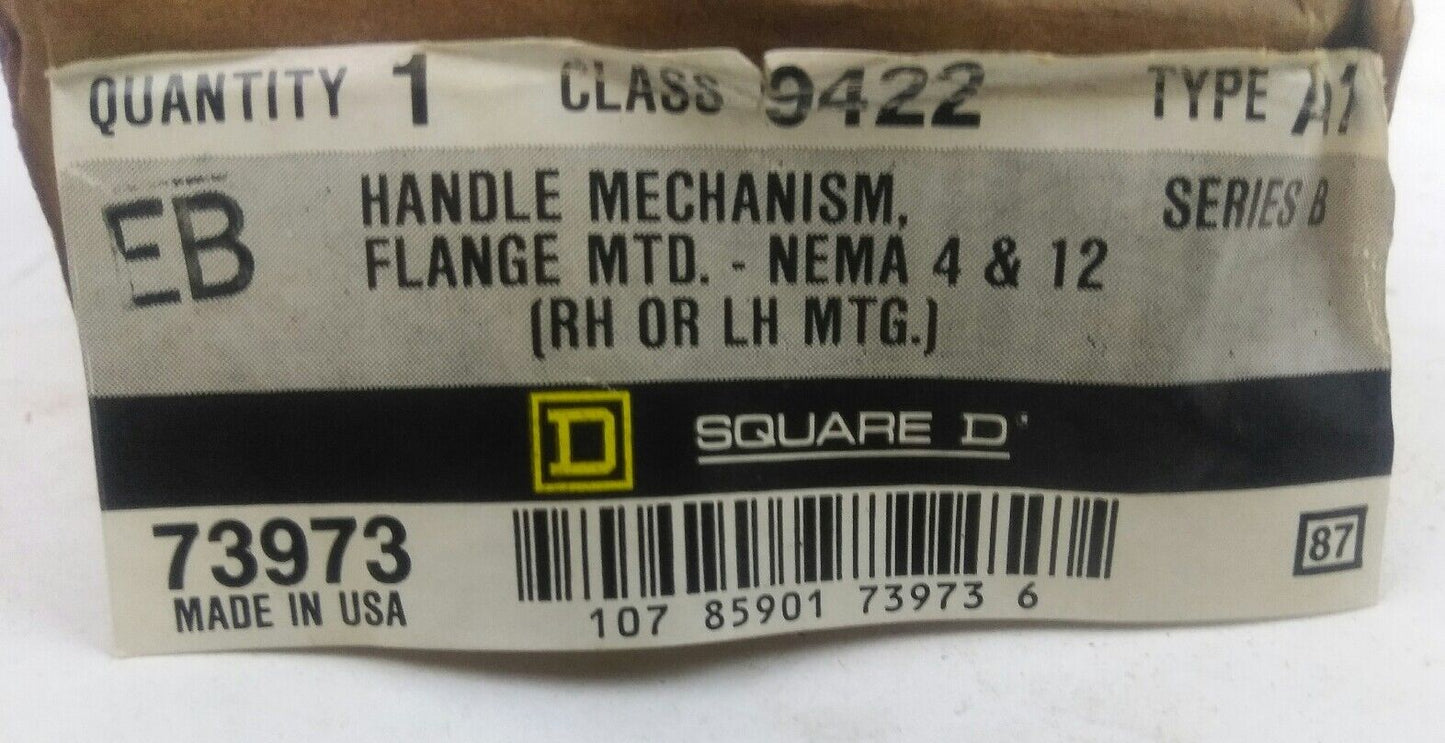 QUANTITY 1 CLASS 9422 TYPE A1
EB
HANDLE MECHANISM, SERIES B
FLANGE MTD. - NEMA 4 & 12
(RH OR LH MTG.)
D SQUARE D
73973
MADE IN USA
107 85901 73973 6
87